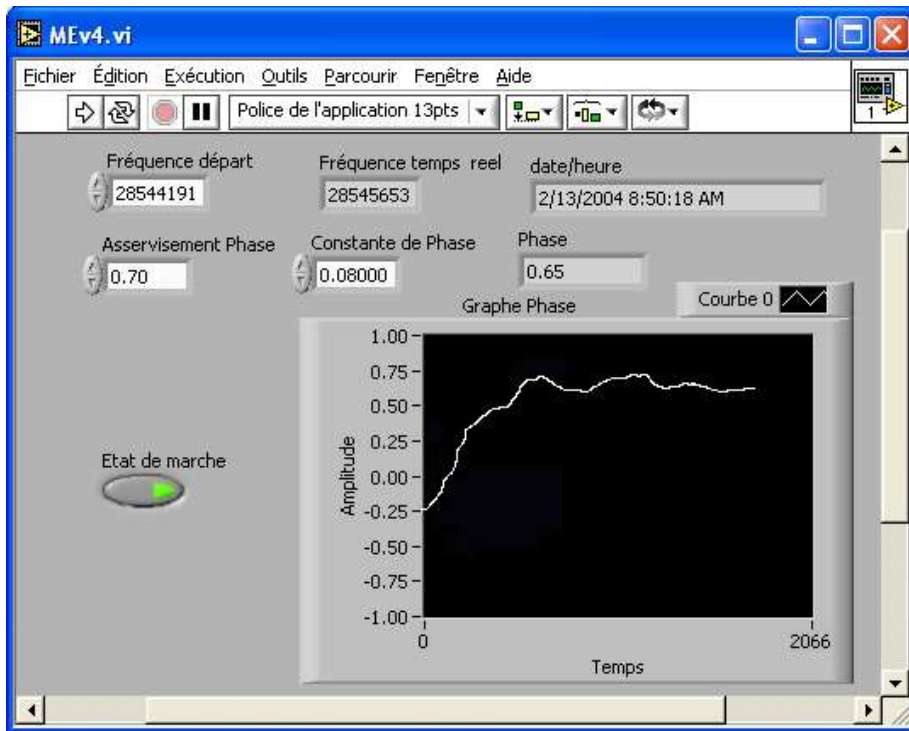 MEv4.vi
Fichier Édition Exécution Outils Parcourir Fenêtre Aide
Police de l'application 13pts
1
Fréquence départ
28544191
Fréquence temps reel
28545653
date/heure
2/13/2004 8:50:18 AM
Asservisement Phase
0.70
Constante de Phase
0.08000
Phase
0.65
Graphe Phase
Courbe 0
Etat de marche
Amplitude
1.00
0.75
0.50
0.25
0.00
-0.25
-0.50
-0.75
-1.00
0
2066
Temps